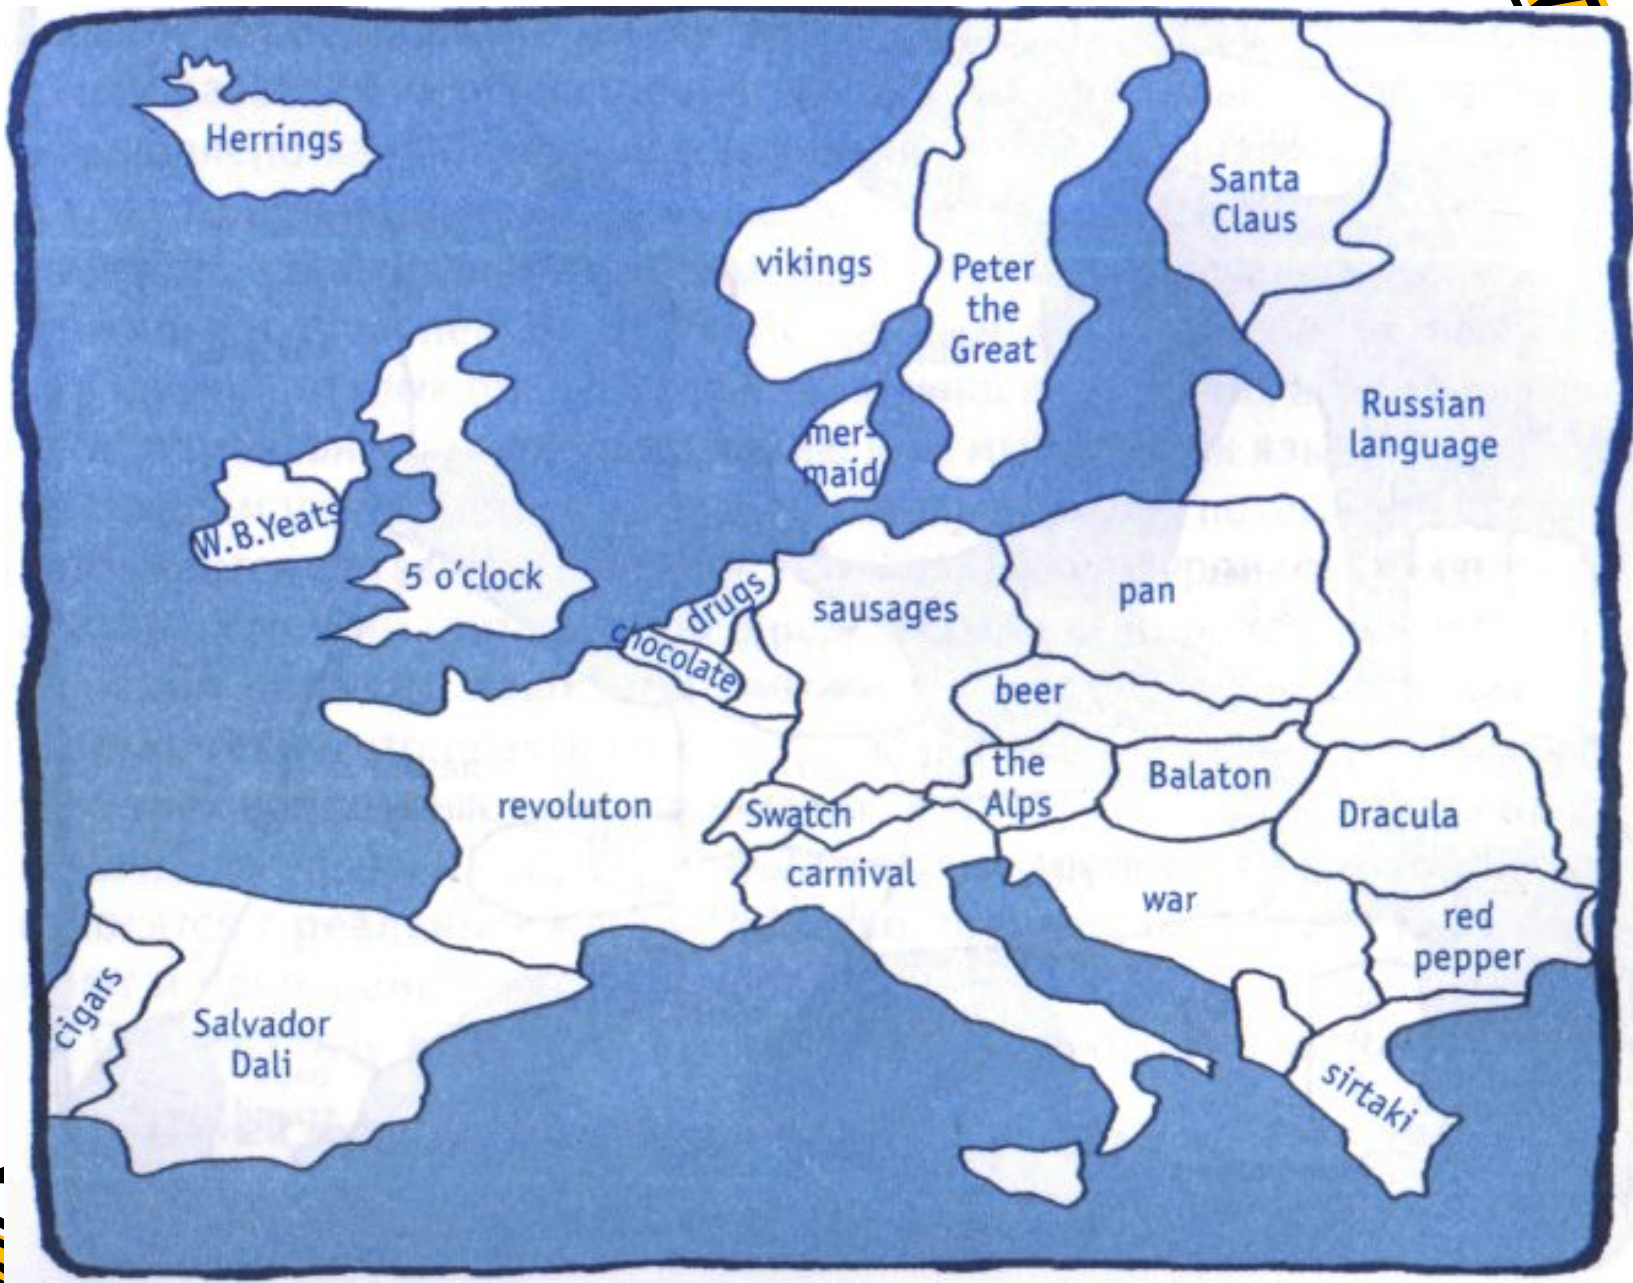 Herrings
Santa
Claus
vikings
Peter
the
Great
Russian
language
mer-
maid
W.B.Yeats
5 o'clock
drugs
chocolate
sausages
pan
beer
the
Alps
Balaton
revoluton
Swatch
Dracula
carnival
war
red
pepper
cigars
Salvador
Dali
sirtaki